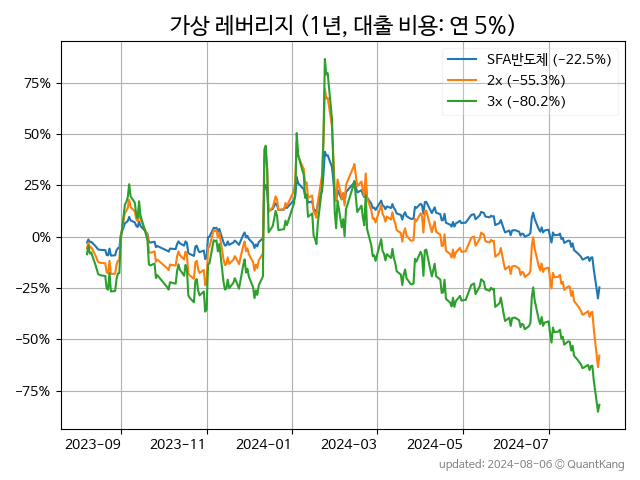 가상 레버리지 (1년, 대출 비용: 연 5%)
SFA반도체 (−22.5%)
2x (−55.3%)
3x (−80.2%)
75%
50%
25%
0%
−25%
−50%
−75%
2023-09 2023-11 2024-01 2024-03 2024-05 2024-07
updated: 2024-08-06 © QuantKang